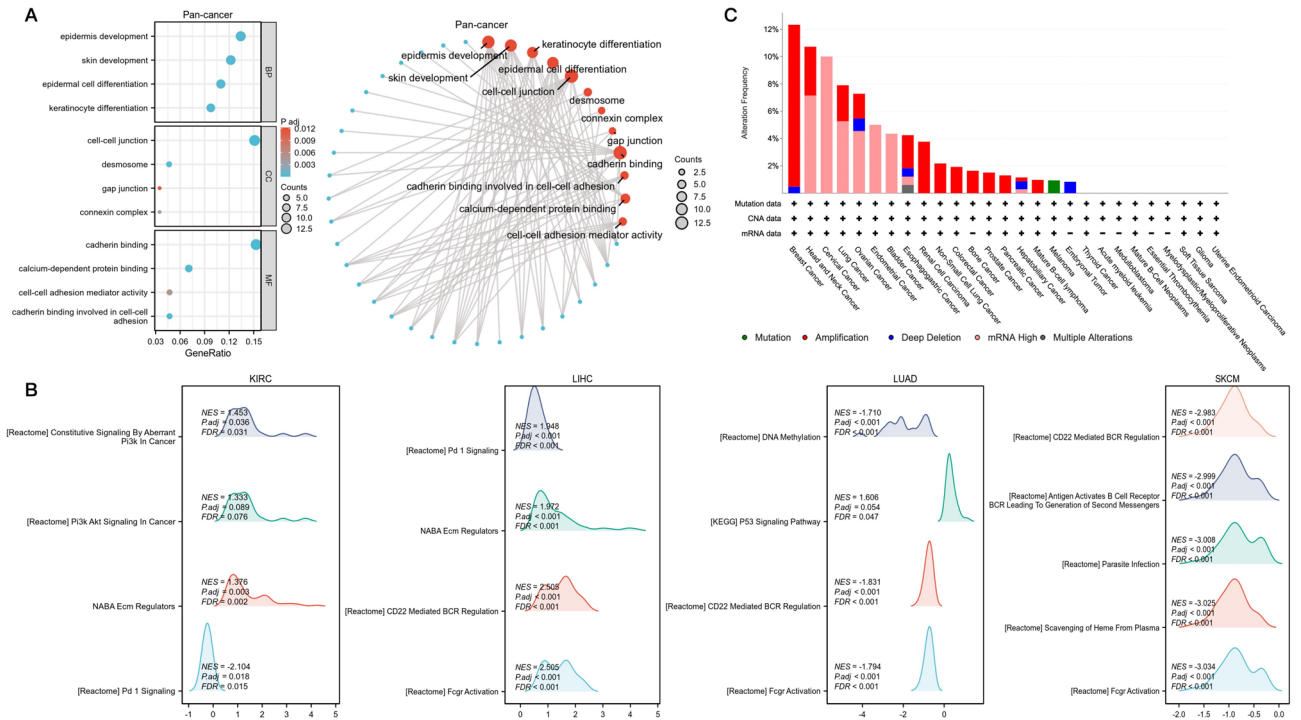 A
Pan-cancer
epidermis development
skin development
epidermal cell differentiation
keratinocyte differentiation
BP
cell-cell junction
desmosome
gap junction
connexin complex
CC
cadherin binding
calcium-dependent protein binding
cell-cell adhesion mediator activity
cadherin binding involved in cell-cell
adhesion
MF
0.03 0.06 0.09 0.12 0.15
GeneRatio
P adj
0.012
0.009
0.006
0.003
Counts
5.0
7.5
10.0
12.5
Pan-cancer
keratinocyte differentiation
epidermis development
epidermal cell differentiation
skin development
cell-cell junction
desmosome
connexin complex
gap junction
cadherin binding
cadherin binding involved in cell-cell adhesion
calcium-dependent protein binding
cell-cell adhesion mediator activity
Counts
2.5
5.0
7.5
10.0
12.5
C
Alteration Frequency
12%
10%
8%
6%
4%
2%
Mutation data + + + + + + + + + + + + + + + + + + + + + + + + + + +
CNA data + + + + + + + + + + + + + + + + + + + + + + + + + + +
mRNA data + + + + + + + + + + + - + + + - + - + - - + - - + + +
Breast Cancer
Head and Neck Cancer
Cervical Cancer
Lung Cancer
Ovarian Cancer
Endometrial Cancer
Bladder Cancer
Esophagogastric Cancer
Renal Cell Carcinoma
Non-Small Cell Lung Cancer
Colorectal Cancer
Bone Cancer
Prostate Cancer
Pancreatic Cancer
Hepatobiliary Cancer
Mature B-cell lymphoma
Melanoma
Embryonal Tumor
Thyroid Cancer
Acute myeloid leukemia
Medulloblastoma
Mature B-Cell Neoplasms
Essential Thrombocythemia
Myelodysplastic/Myeloproliferative Neoplasms
Soft Tissue Sarcoma
Glioma
Uterine Endometrioid Carcinoma
Mutation
Amplification
Deep Deletion
mRNA High
Multiple Alterations
B
KIRC
[Reactome] Constitutive Signaling By Aberrant
Pi3k In Cancer
NES = 1.453
P.adj = 0.036
FDR = 0.031
[Reactome] Pi3k Akt Signaling In Cancer
NES = 1.333
P.adj = 0.089
FDR = 0.076
NABA Ecm Regulators
NES = 1.376
P.adj = 0.003
FDR = 0.002
[Reactome] Pd 1 Signaling
NES = -2.104
P.adj = 0.018
FDR = 0.015
-1 0 1 2 3 4 5
LIHC
[Reactome] Pd 1 Signaling
NES = 1.948
P.adj < 0.001
FDR < 0.001
NABA Ecm Regulators
NES = 1.972
P.adj < 0.001
FDR < 0.001
[Reactome] CD22 Mediated BCR Regulation
NES = 2.505
P.adj < 0.001
FDR < 0.001
[Reactome] Fcgr Activation
NES = 2.505
P.adj < 0.001
FDR < 0.001
0 1 2 3 4 5
LUAD
[Reactome] DNA Methylation
NES = -1.710
P.adj < 0.001
FDR < 0.001
[KEGG] P53 Signaling Pathway
NES = 1.606
P.adj = 0.054
FDR = 0.047
[Reactome] CD22 Mediated BCR Regulation
NES = -1.831
P.adj < 0.001
FDR < 0.001
[Reactome] Fcgr Activation
NES = -1.794
P.adj < 0.001
FDR < 0.001
-4 -2 0
SKCM
[Reactome] CD22 Mediated BCR Regulation
NES = -2.983
P.adj < 0.001
FDR < 0.001
[Reactome] Antigen Activates B Cell Receptor
BCR Leading To Generation of Second Messengers
NES = -2.999
P.adj < 0.001
FDR < 0.001
[Reactome] Parasite Infection
NES = -3.008
P.adj < 0.001
FDR < 0.001
[Reactome] Scavenging of Heme From Plasma
NES = -3.025
P.adj < 0.001
FDR < 0.001
[Reactome] Fcgr Activation
NES = -3.034
P.adj < 0.001
FDR < 0.001
-2.0 -1.5 -1.0 -0.5 0.0